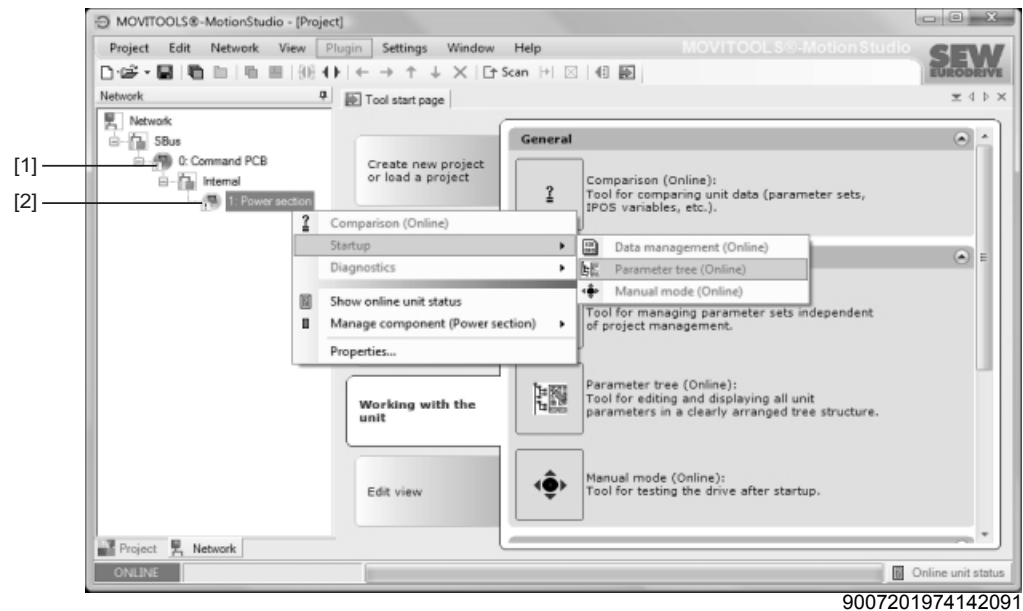 MOVITOOLS®-MotionStudio - [Project]
Project Edit Network View Plugin Settings Window Help
MOVITOOLS®-MotionStudio
SEW
EURODRIVE
Scan
Network
Tool start page
Network
SBus
[1]
0: Command PCB
Internal
[2]
1: Power section
Comparison (Online)
Startup
Diagnostics
Show online unit status
Manage component (Power section)
Properties...
Data management (Online)
Parameter tree (Online)
Manual mode (Online)
Create new project
or load a project
Working with the
unit
Edit view
General
Comparison (Online):
Tool for comparing unit data (parameter sets,
IPOS variables, etc.).
Tool for managing parameter sets independent
of project management.
Parameter tree (Online):
Tool for editing and displaying all unit
parameters in a clearly arranged tree structure.
Manual mode (Online):
Tool for testing the drive after startup.
Project Network
ONLINE
Online unit status
9007201974142091